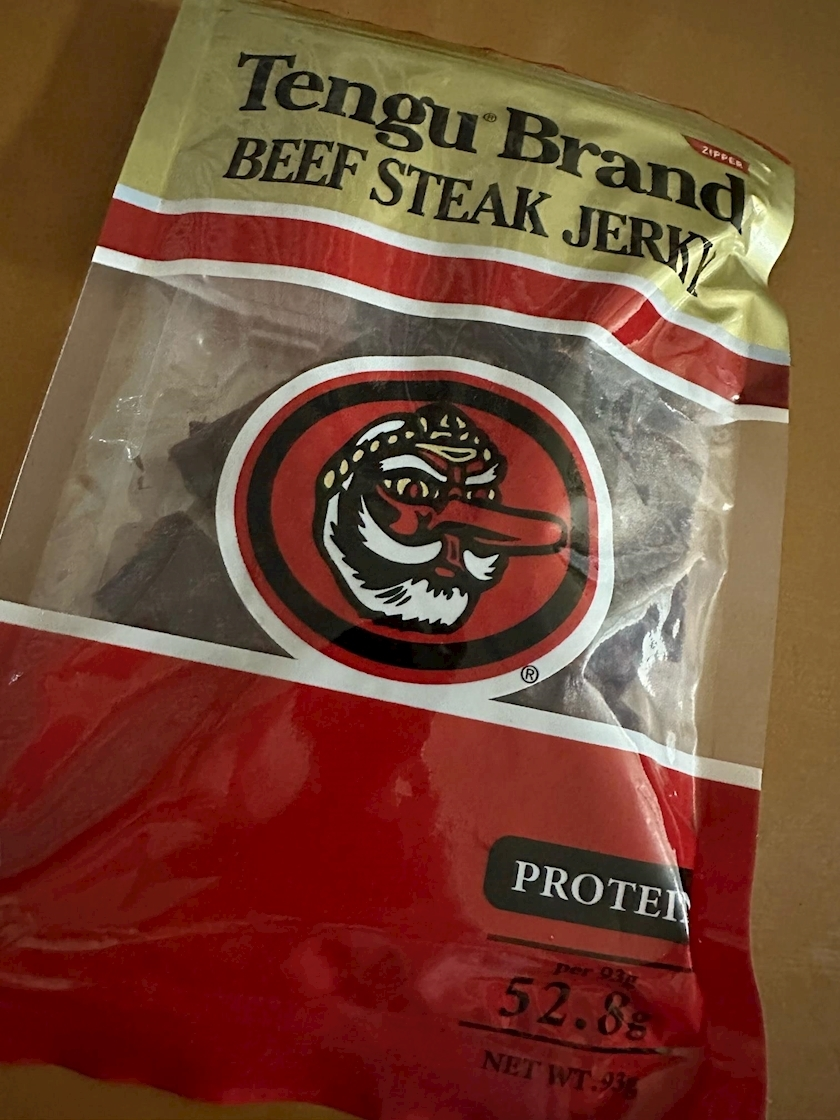 Tengu® Brand
ZIPPER
BEEF STEAK JERKY
®
PROTEIN
per 93g
52.8g
NET WT.93g